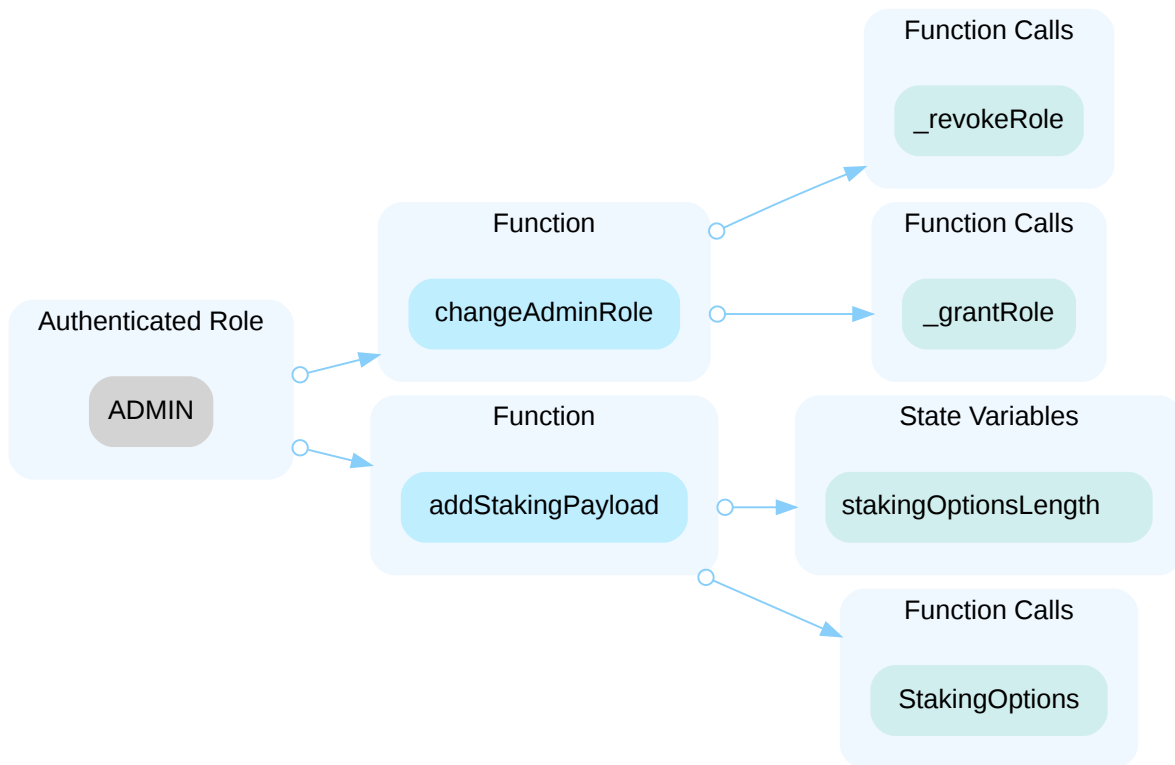 Function Calls
_revokeRole
Function
changeAdminRole
Function Calls
_grantRole
Authenticated Role
ADMIN
Function
addStakingPayload
State Variables
stakingOptionsLength
Function Calls
StakingOptions